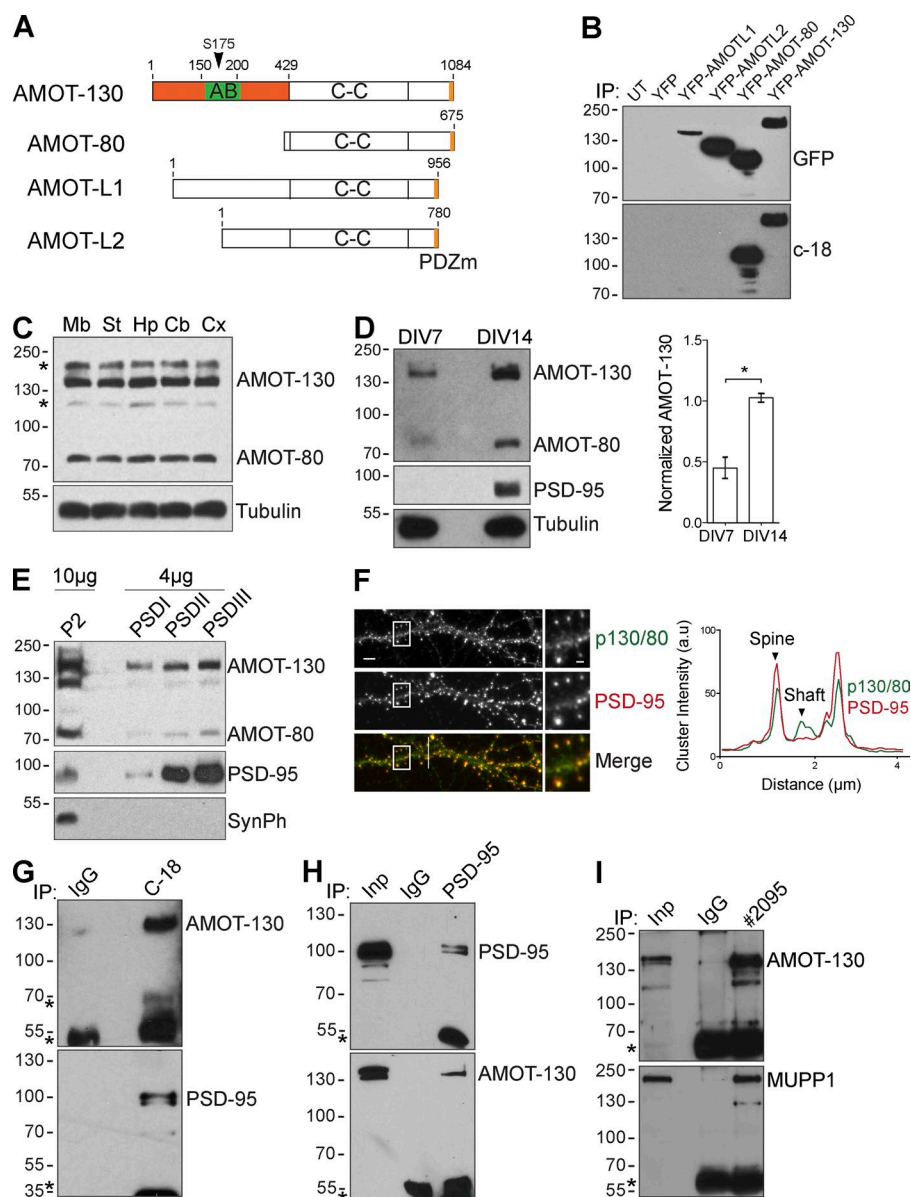 A
S175
1 150 200 429 1084
AMOT-130 AB C-C
675
AMOT-80 C-C
1 956
AMOT-L1 C-C
1 780
AMOT-L2 C-C
PDZm
B
IP: UT YFP YFP-AMOTL1 YFP-AMOTL2 YFP-AMOT-80 YFP-AMOT-130
250
130
100
70
GFP
130
100
70
c-18
C
Mb St Hp Cb Cx
250
*
130
*
100
70
55
AMOT-130
AMOT-80
Tubulin
D
DIV7 DIV14
250
130
100
70
100
55
AMOT-130
AMOT-80
PSD-95
Tubulin
Normalized AMOT-130
1.5
1.0
0.5
0.0
*
DIV7 DIV14
E
10µg 4µg
P2 PSDI PSDII PSDIII
250
130
100
70
100
55
AMOT-130
AMOT-80
PSD-95
SynPh
F
p130/80
PSD-95
Merge
Cluster Intensity (a.u)
100
50
0
Spine
Shaft
p130/80
PSD-95
0 2 4
Distance (µm)
G
IP: IgG C-18
130
100
70
*
55
*
AMOT-130
130
100
70
55
*
35
PSD-95
H
IP: Inp IgG PSD-95
130
100
70
55
*
PSD-95
130
100
70
55
*
AMOT-130
I
IP: Inp IgG #2095
250
130
100
70
*
55
AMOT-130
250
130
100
70
*
55
MUPP1